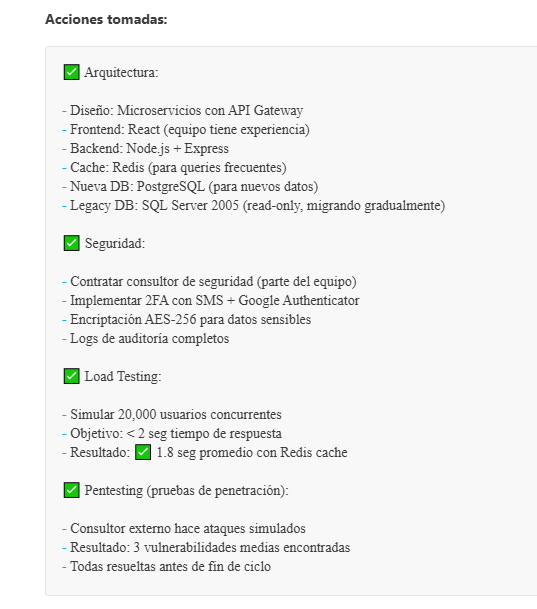 Acciones tomadas:
✅ Arquitectura:
- Diseño: Microservicios con API Gateway
- Frontend: React (equipo tiene experiencia)
- Backend: Node.js + Express
- Cache: Redis (para queries frecuentes)
- Nueva DB: PostgreSQL (para nuevos datos)
- Legacy DB: SQL Server 2005 (read-only, migrando gradualmente)
✅ Seguridad:
- Contratar consultor de seguridad (parte del equipo)
- Implementar 2FA con SMS + Google Authenticator
- Encriptación AES-256 para datos sensibles
- Logs de auditoría completos
✅ Load Testing:
- Simular 20,000 usuarios concurrentes
- Objetivo: < 2 seg tiempo de respuesta
- Resultado: ✅ 1.8 seg promedio con Redis cache
✅ Pentesting (pruebas de penetración):
- Consultor externo hace ataques simulados
- Resultado: 3 vulnerabilidades medias encontradas
- Todas resueltas antes de fin de ciclo